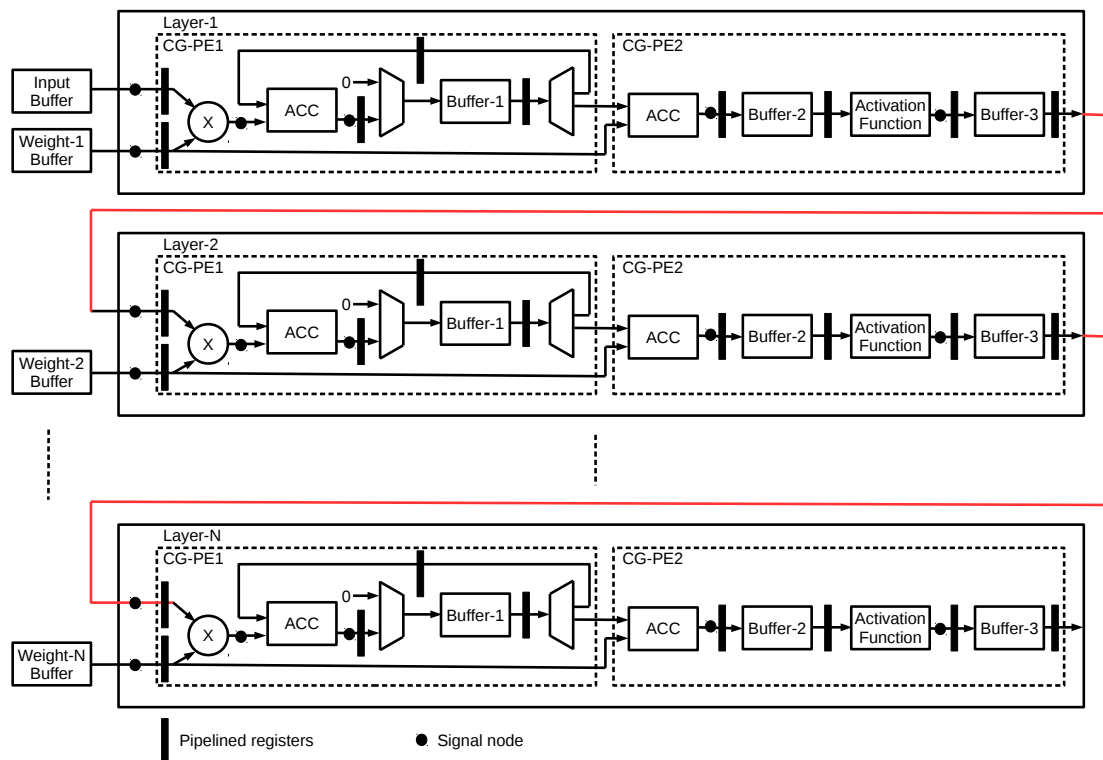 Layer-1
CG-PE1
CG-PE2
Input
Buffer
0
ACC
Buffer-1
X
ACC
Buffer-2
Activation
Function
Buffer-3
Weight-1
Buffer
Layer-2
CG-PE1
CG-PE2
0
ACC
Buffer-1
X
ACC
Buffer-2
Activation
Function
Buffer-3
Weight-2
Buffer
Layer-N
CG-PE1
CG-PE2
0
ACC
Buffer-1
X
ACC
Buffer-2
Activation
Function
Buffer-3
Weight-N
Buffer
Pipelined registers
Signal node